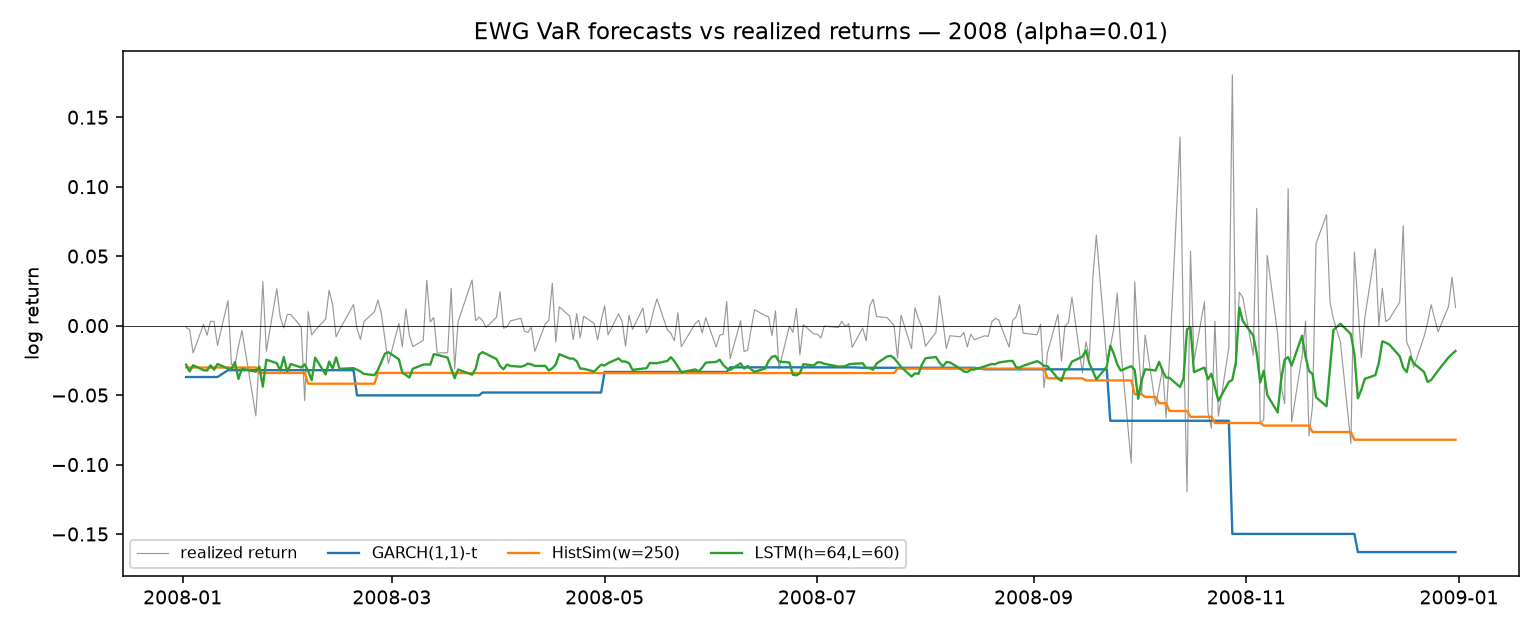 EWG VaR forecasts vs realized returns — 2008 (alpha=0.01)
log return
0.15
0.10
0.05
0.00
−0.05
−0.10
−0.15
realized return GARCH(1,1)-t HistSim(w=250) LSTM(h=64,L=60)
2008-01 2008-03 2008-05 2008-07 2008-09 2008-11 2009-01